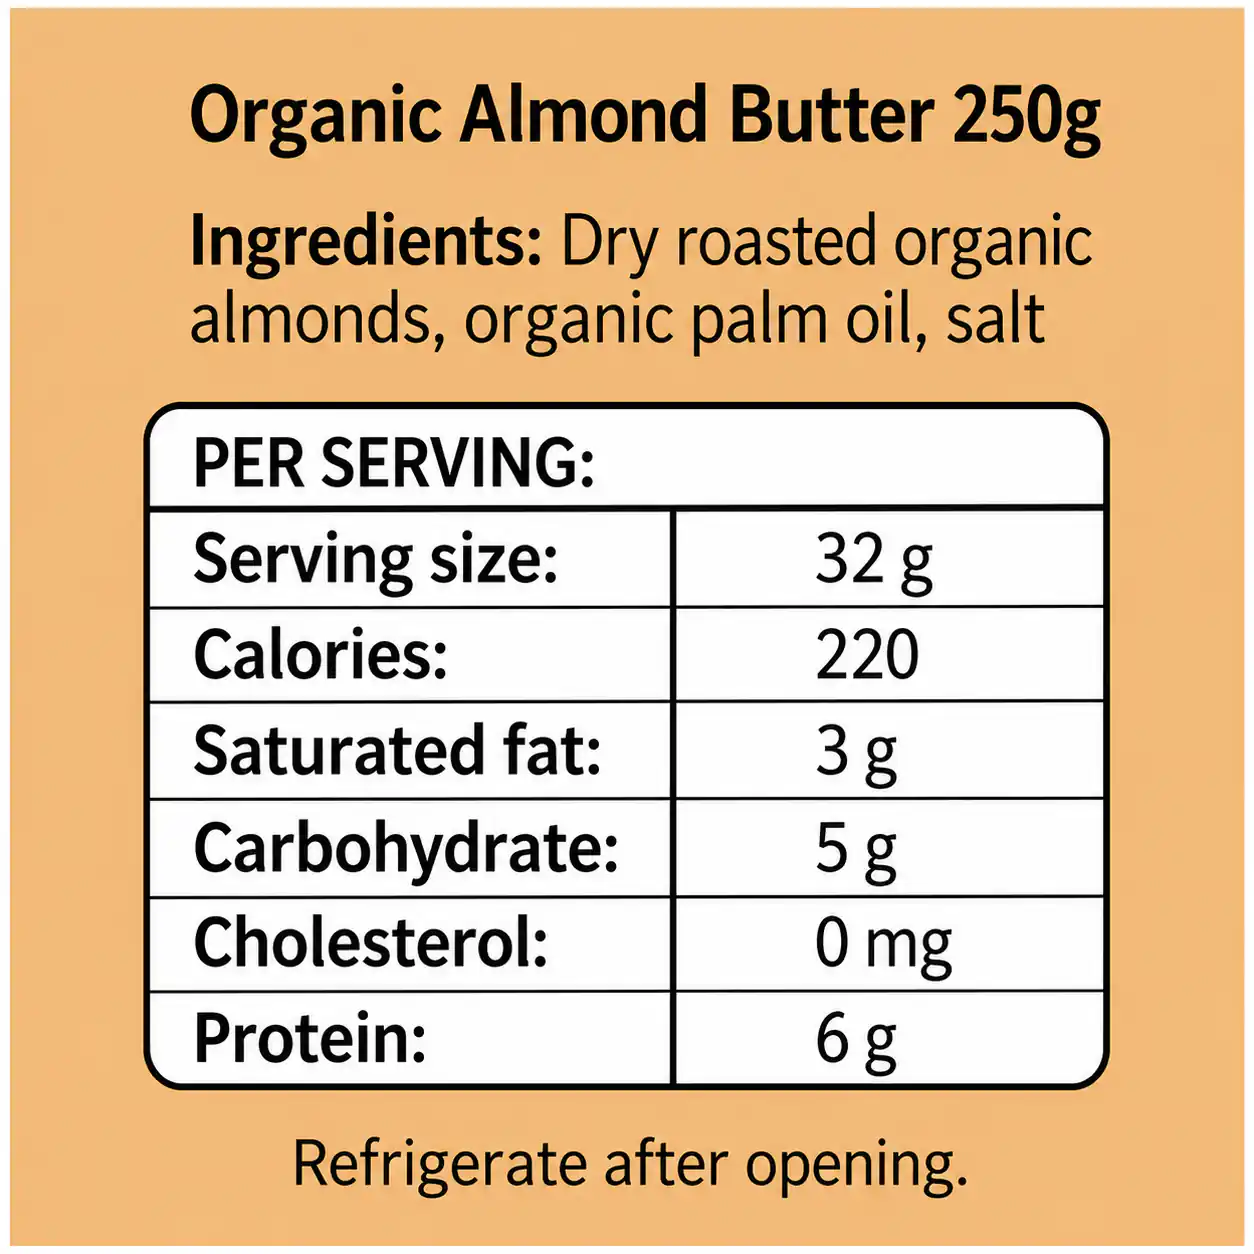 Organic Almond Butter 250g
Ingredients: Dry roasted organic
almonds, organic palm oil, salt
PER SERVING:
Serving size: 32 g
Calories: 220
Saturated fat: 3 g
Carbohydrate: 5 g
Cholesterol: 0 mg
Protein: 6 g
Refrigerate after opening.